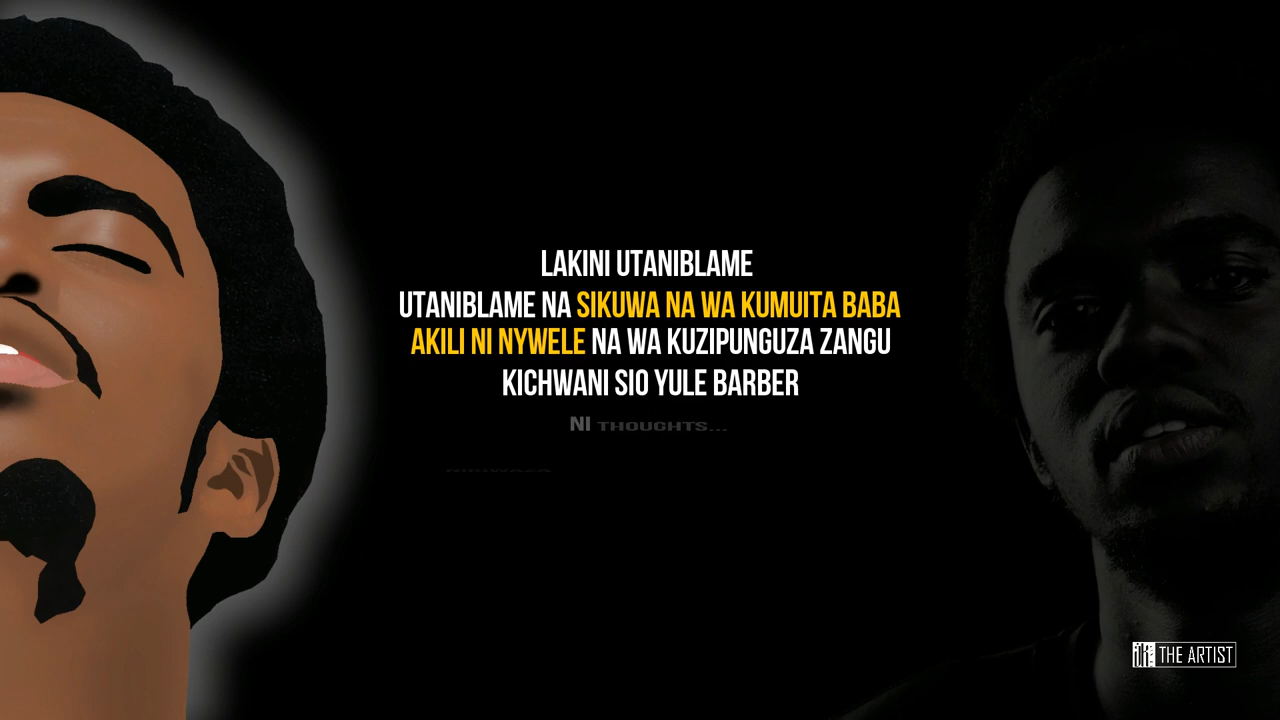 LAKINI UTANIBLAME
UTANIBLAME NA SIKUWA NA WA KUMUITA BABA
AKILI NI NYWELE NA WA KUZIPUNGUZA ZANGU
KICHWANI SIO YULE BARBER
NI THOUGHTS...
THE ARTIST